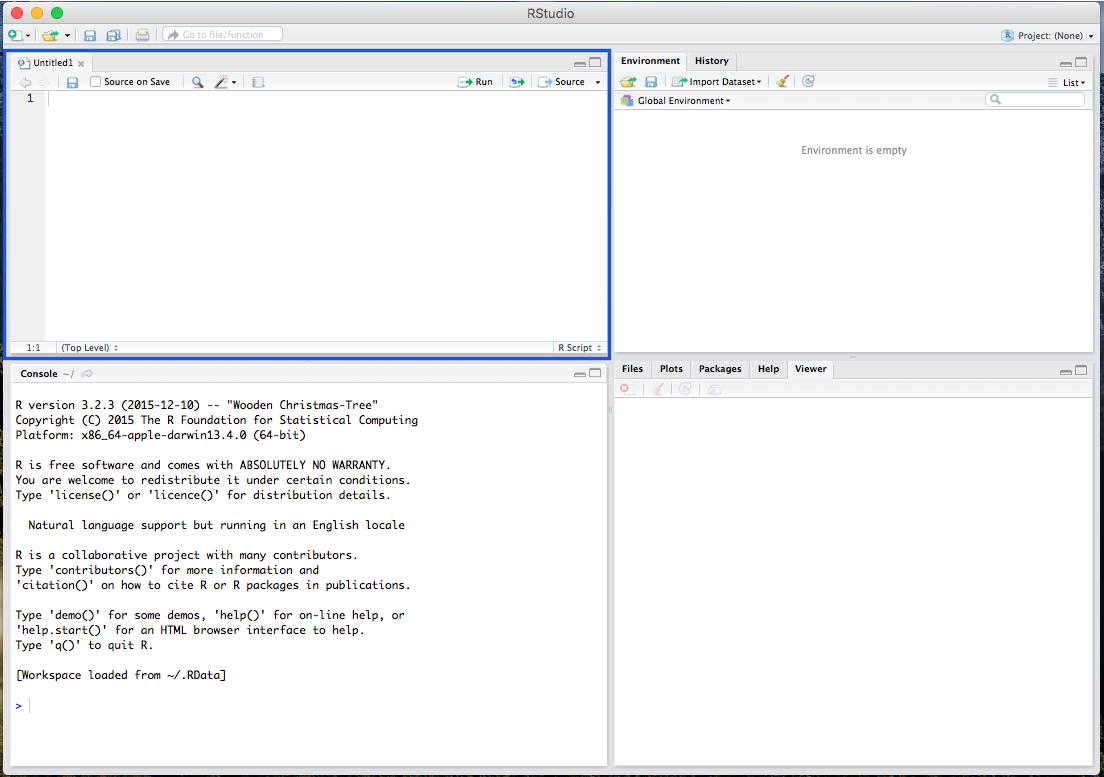 RStudio
Go to file/function
Project: (None)
Untitled1
Source on Save
Run
Source
1
1:1
(Top Level)
R Script
Console ~/
R version 3.2.3 (2015-12-10) -- "Wooden Christmas-Tree"
Copyright (C) 2015 The R Foundation for Statistical Computing
Platform: x86_64-apple-darwin13.4.0 (64-bit)
R is free software and comes with ABSOLUTELY NO WARRANTY.
You are welcome to redistribute it under certain conditions.
Type 'license()' or 'licence()' for distribution details.
Natural language support but running in an English locale
R is a collaborative project with many contributors.
Type 'contributors()' for more information and
'citation()' on how to cite R or R packages in publications.
Type 'demo()' for some demos, 'help()' for on-line help, or
'help.start()' for an HTML browser interface to help.
Type 'q()' to quit R.
[Workspace loaded from ~/.RData]
>
Environment History
Import Dataset
List
Global Environment
Environment is empty
Files Plots Packages Help Viewer